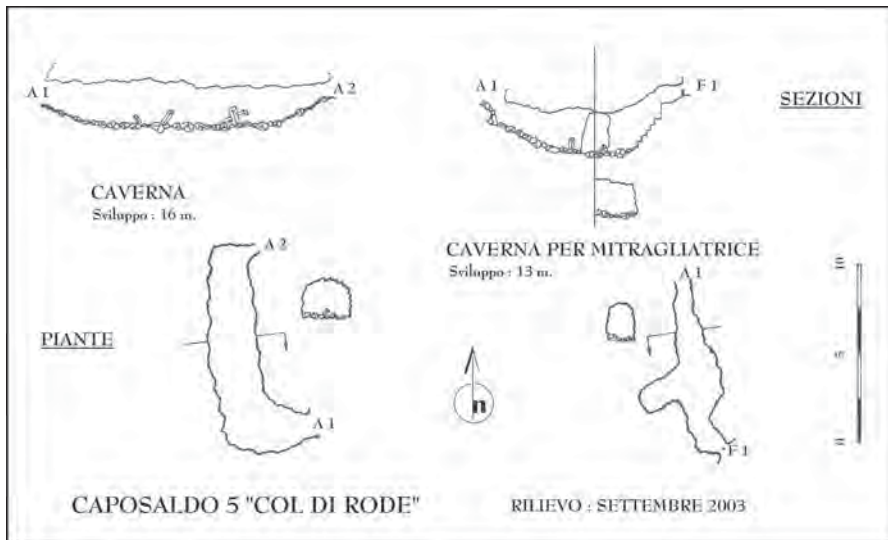 A 1
A 2
A 1
F 1
SEZIONI
CAVERNA
Sviluppo : 16 m.
CAVERNA PER MITRAGLIATRICE
Sviluppo : 13 m.
A 2
A 1
PIANTE
n
A 1
F 1
CAPOSALDO 5 "COL DI RODE"
RILIEVO : SETTEMBRE 2003